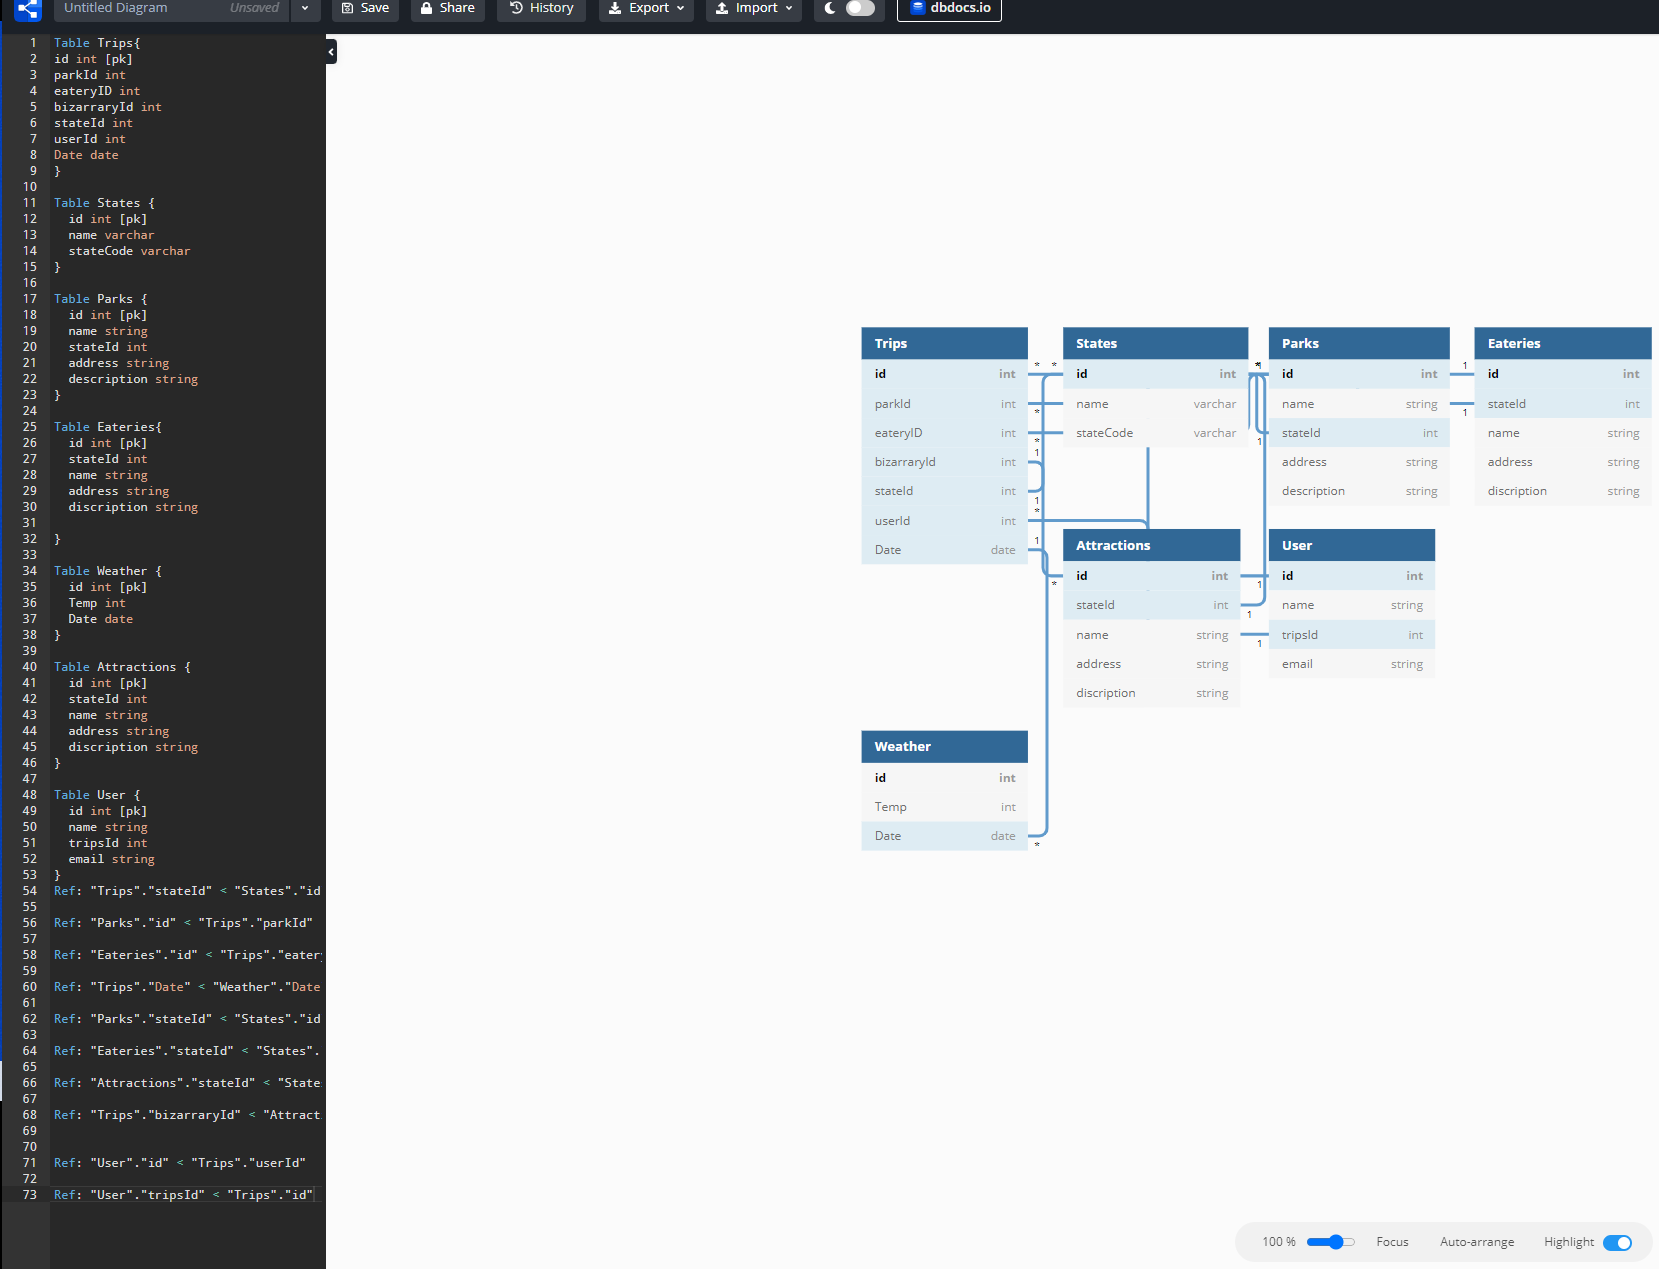 Untitled Diagram Unsaved Save Share History Export Import dbdocs.io
1 Table Trips{
2 id int [pk]
3 parkId int
4 eateryID int
5 bizarraryId int
6 stateId int
7 userId int
8 Date date
9 }
10
11 Table States {
12 id int [pk]
13 name varchar
14 stateCode varchar
15 }
16
17 Table Parks {
18 id int [pk]
19 name string
20 stateId int
21 address string
22 description string
23 }
24
25 Table Eateries{
26 id int [pk]
27 stateId int
28 name string
29 address string
30 discription string
31
32 }
33
34 Table Weather {
35 id int [pk]
36 Temp int
37 Date date
38 }
39
40 Table Attractions {
41 id int [pk]
42 stateId int
43 name string
44 address string
45 discription string
46 }
47
48 Table User {
49 id int [pk]
50 name string
51 tripsId int
52 email string
53 }
54 Ref: "Trips"."stateId" < "States"."id
55
56 Ref: "Parks"."id" < "Trips"."parkId"
57
58 Ref: "Eateries"."id" < "Trips"."eater
59
60 Ref: "Trips"."Date" < "Weather"."Date
61
62 Ref: "Parks"."stateId" < "States"."id
63
64 Ref: "Eateries"."stateId" < "States".
65
66 Ref: "Attractions"."stateId" < "State
67
68 Ref: "Trips"."bizarraryId" < "Attract
69
70
71 Ref: "User"."id" < "Trips"."userId"
72
73 Ref: "User"."tripsId" < "Trips"."id"
Trips
id int
parkId int
eateryID int
bizarraryId int
stateId int
userId int
Date date
States
id int
name varchar
stateCode varchar
Parks
id int
name string
stateId int
address string
description string
Eateries
id int
stateId int
name string
address string
discription string
Attractions
id int
stateId int
name string
address string
discription string
User
id int
name string
tripsId int
email string
Weather
id int
Temp int
Date date
100 % Focus Auto-arrange Highlight